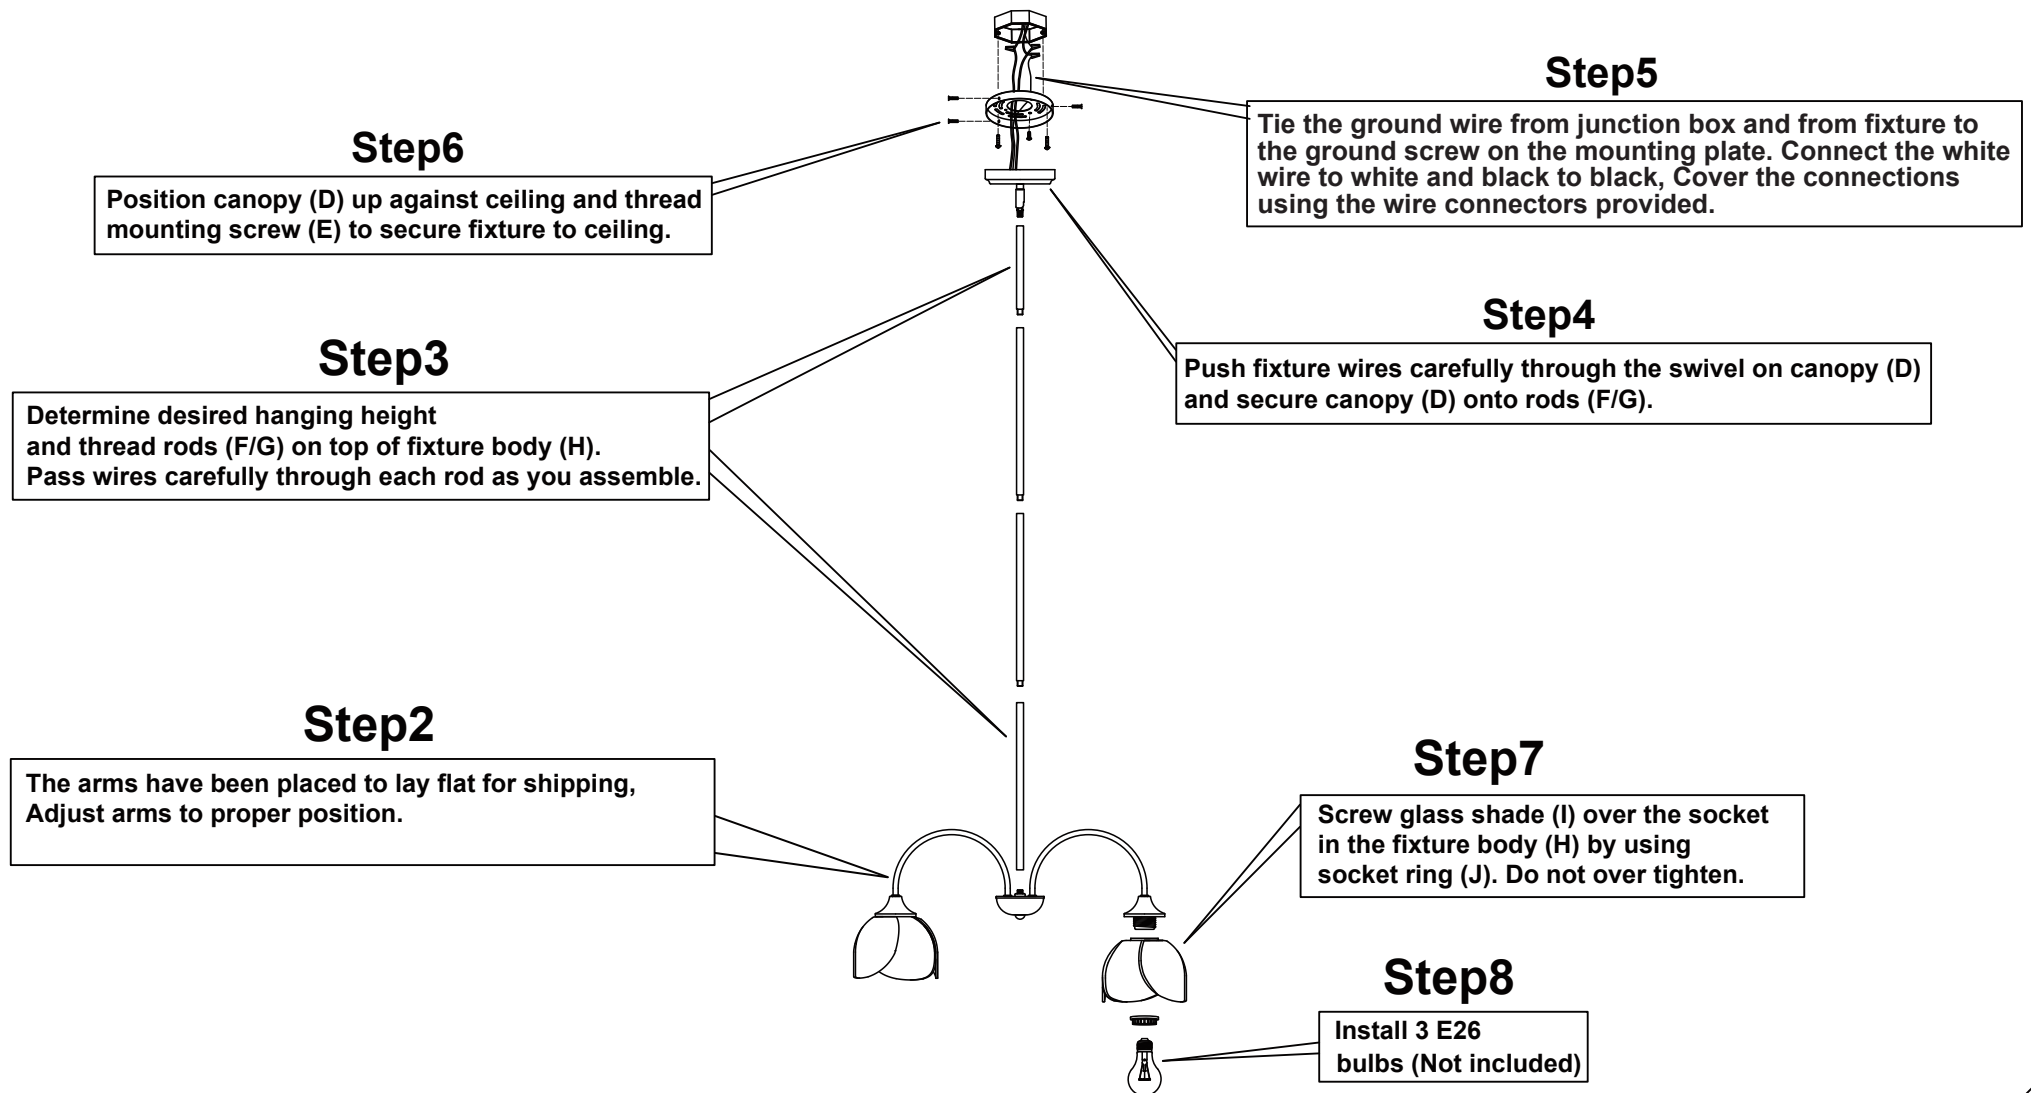 Step5
Tie the ground wire from junction box and from fixture to
the ground screw on the mounting plate. Connect the white
wire to white and black to black, Cover the connections
using the wire connectors provided.
Step6
Position canopy (D) up against ceiling and thread
mounting screw (E) to secure fixture to ceiling.
Step4
Push fixture wires carefully through the swivel on canopy (D)
and secure canopy (D) onto rods (F/G).
Step3
Determine desired hanging height
and thread rods (F/G) on top of fixture body (H).
Pass wires carefully through each rod as you assemble.
Step2
The arms have been placed to lay flat for shipping,
Adjust arms to proper position.
Step7
Screw glass shade (I) over the socket
in the fixture body (H) by using
socket ring (J). Do not over tighten.
Step8
Install 3 E26
bulbs (Not included)